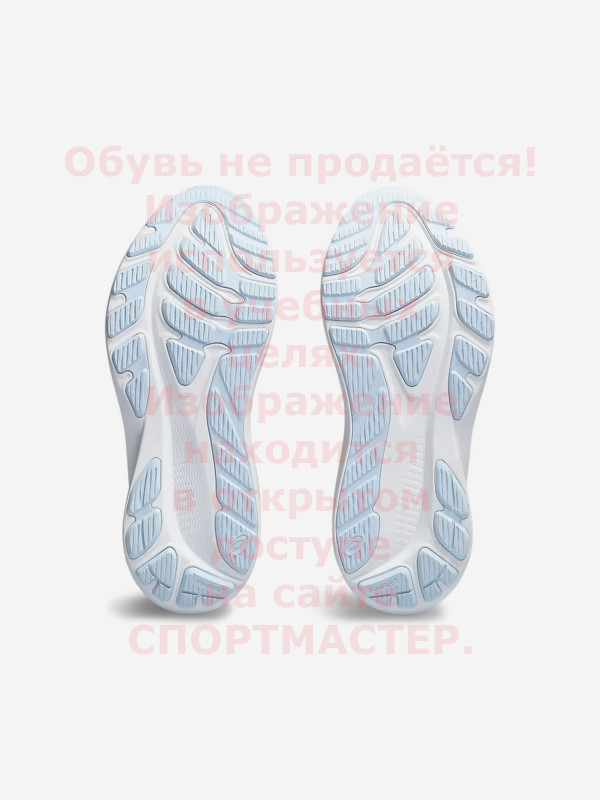 Обувь не продаётся!
Изображение
используется
в учебных
целях.
Изображение
находится
в открытом
доступе
на сайте
СПОРТМАСТЕР.